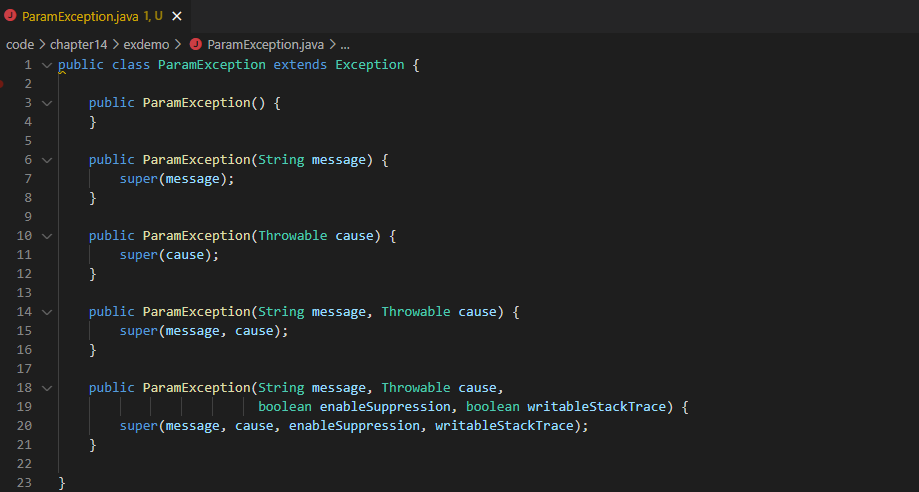 J ParamException.java 1, U ×
code > chapter14 > exdemo > J ParamException.java > ...
1 public class ParamException extends Exception {
2
3     public ParamException() {
4     }
5
6     public ParamException(String message) {
7         super(message);
8     }
9
10     public ParamException(Throwable cause) {
11         super(cause);
12     }
13
14     public ParamException(String message, Throwable cause) {
15         super(message, cause);
16     }
17
18     public ParamException(String message, Throwable cause,
19                           boolean enableSuppression, boolean writableStackTrace) {
20         super(message, cause, enableSuppression, writableStackTrace);
21     }
22
23 }